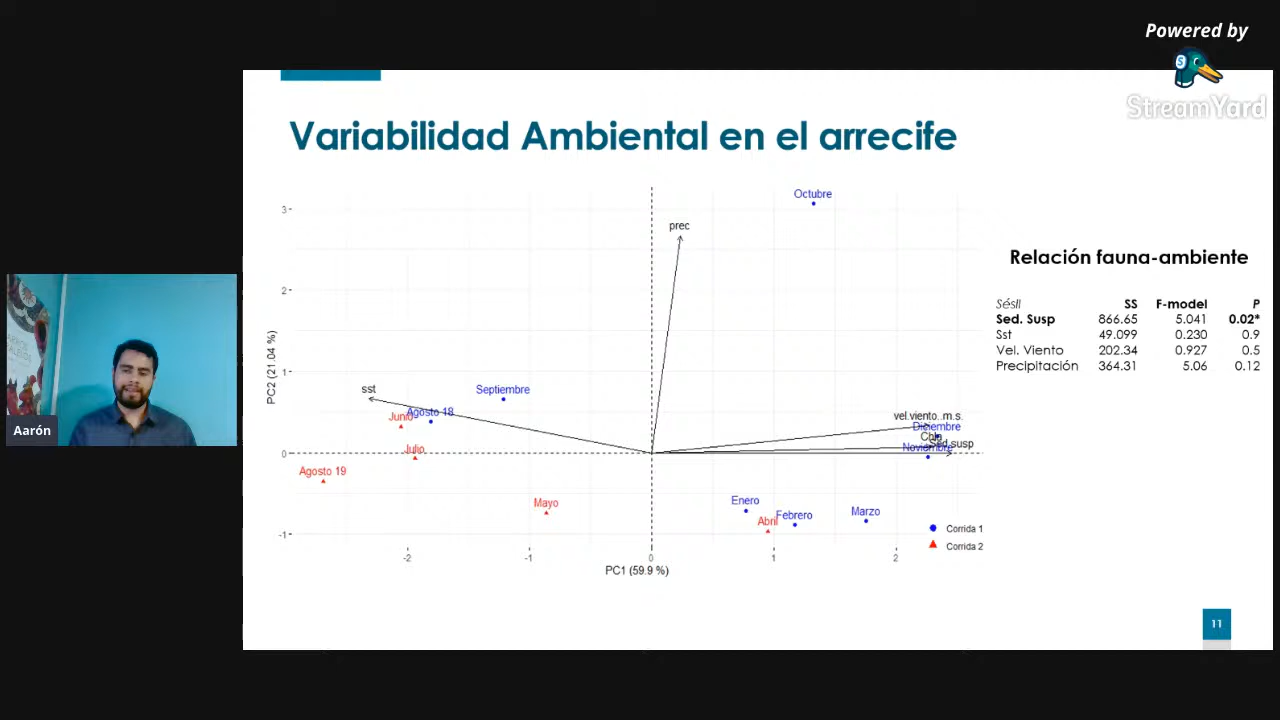 Powered by
StreamYard
Variabilidad Ambiental en el arrecife
Octubre
prec
3
2
1
0
-1
PC2 (21.04 %)
sst
Septiembre
Agosto 18
Junio
Julio
Agosto 19
Mayo
vel.viento..m.s.
Diciembre
Chla
Sed.susp
Noviembre
Enero
Abril
Febrero
Marzo
Corrida 1
Corrida 2
-2
-1
0
1
2
PC1 (59.9 %)
Relación fauna-ambiente
Sésil SS F-model P
Sed. Susp 866.65 5.041 0.02*
Sst 49.099 0.230 0.9
Vel. Viento 202.34 0.927 0.5
Precipitación 364.31 5.06 0.12
Aarón
11